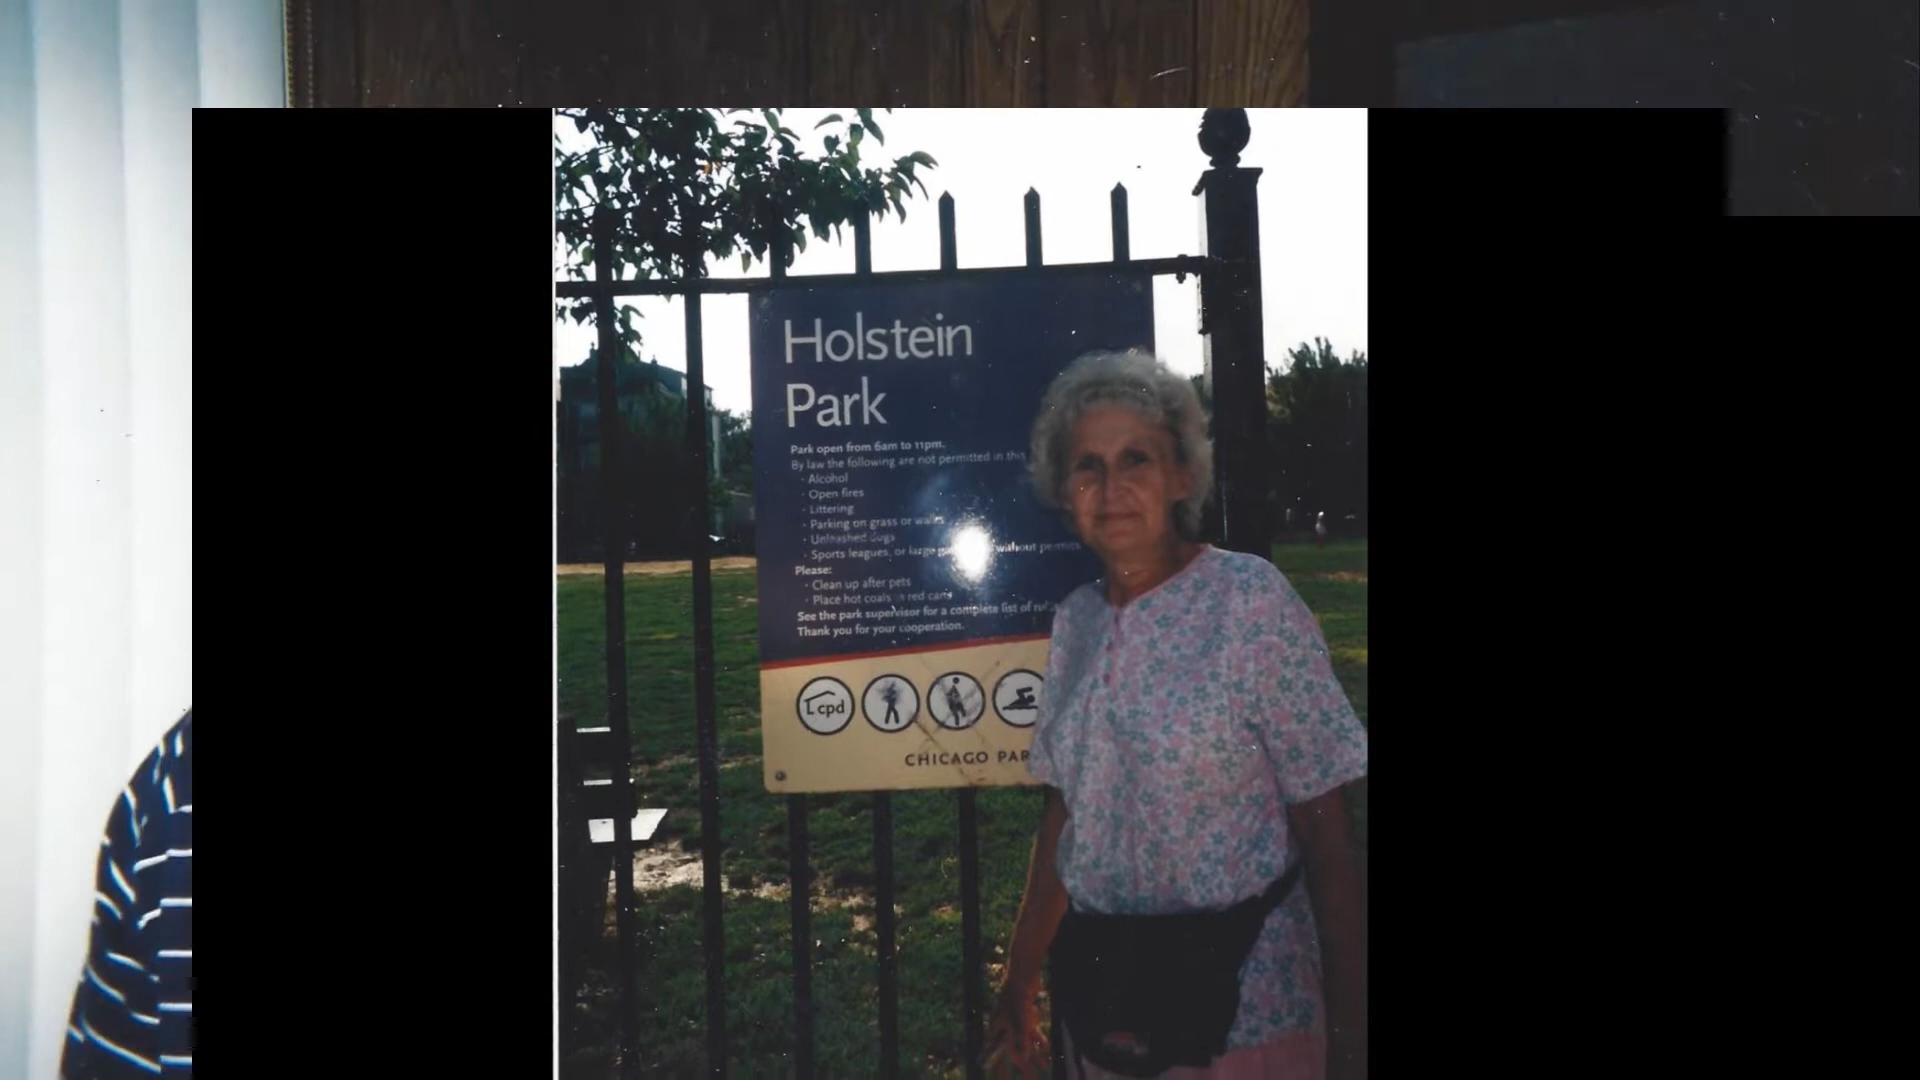 Holstein
Park
Park open from 6am to 11pm.
By law the following are not permitted in this
· Alcohol
· Open fires
· Littering
· Parking on grass or walks
· Unleashed dogs
· Sports leagues, or large without permits
Please:
· Clean up after pets
· Place hot coals in red cans
See the park supervisor for a complete list of rules
Thank you for your cooperation.
cpd
CHICAGO PAR